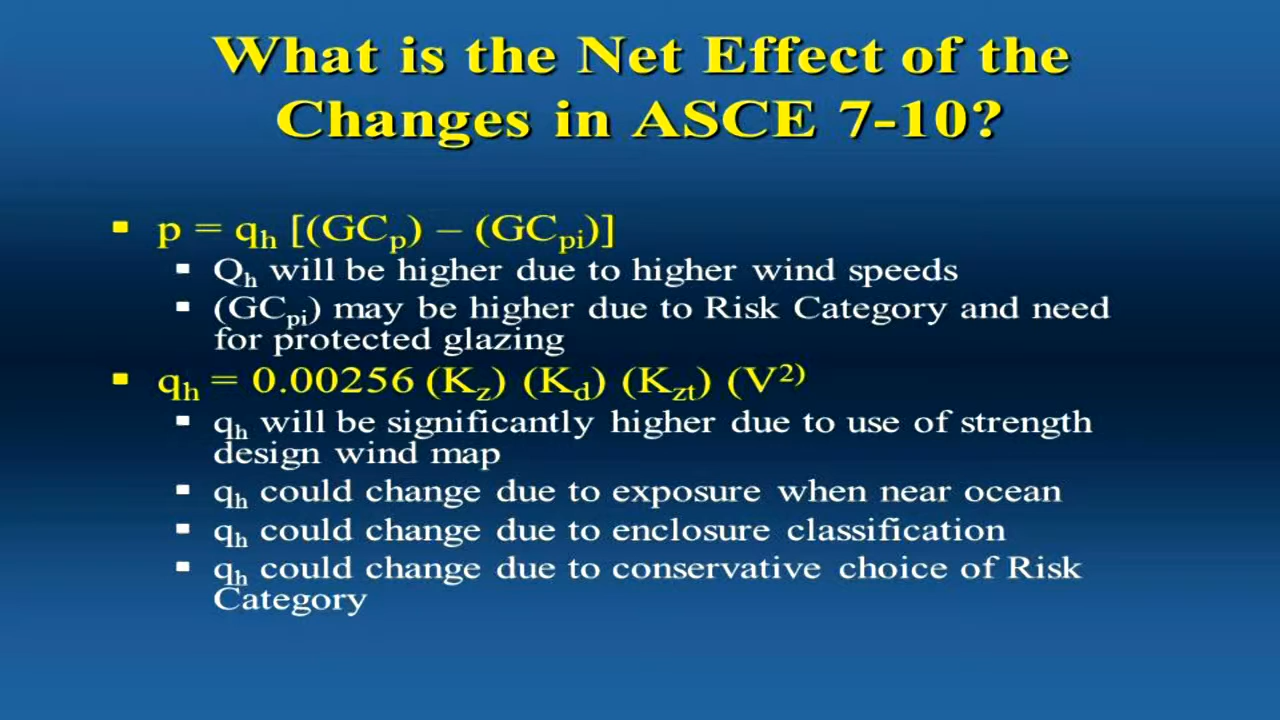 What is the Net Effect of the
Changes in ASCE 7-10?
▪ p = qh [(GCp) – (GCpi)]
▪ Qh will be higher due to higher wind speeds
▪ (GCpi) may be higher due to Risk Category and need
for protected glazing
▪ qh = 0.00256 (Kz) (Kd) (Kzt) (V²⁾
▪ qh will be significantly higher due to use of strength
design wind map
▪ qh could change due to exposure when near ocean
▪ qh could change due to enclosure classification
▪ qh could change due to conservative choice of Risk
Category